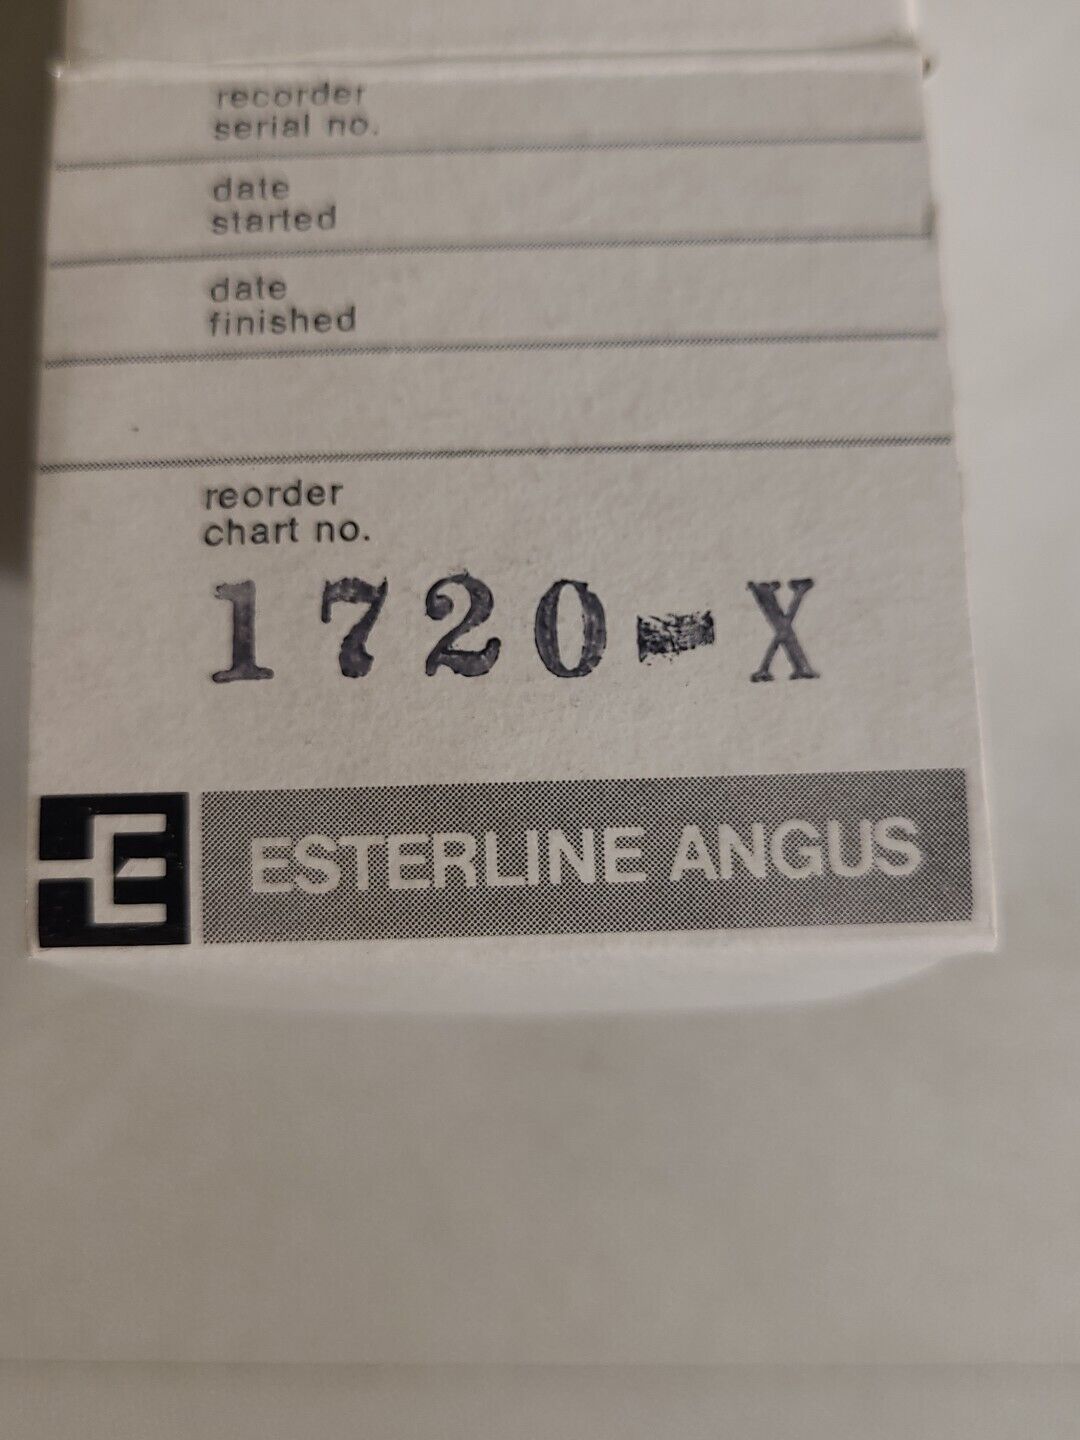 recorder
serial no.
date
started
date
finished
reorder
chart no.
1720-X
E ESTERLINE ANGUS